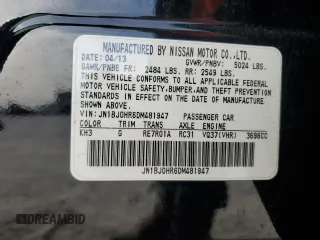 MANUFACTURED BY NISSAN MOTOR CO.,LTD.
DATE: 04/13 GVWR/PNBV: 5024 LBS.
GAWR/PNBE FR: 2484 LBS. RR: 2549 LBS.
THIS VEHICLE CONFORMS TO ALL APPLICABLE FEDERAL
MOTOR VEHICLE SAFETY,BUMPER,AND THEFT PREVENTION
STANDARDS IN EFFECT ON THE DATE OF MANUFACTURE
SHOWN ABOVE.
VIN/NIV: JN1BJ0HR6DM481947 PASSENGER CAR
COLOR TRIM TRANS AXLE ENGINE
KH3 G RE7R01A RC31 VQ37(VHR) 3696CC
JN1BJ0HR6DM481947